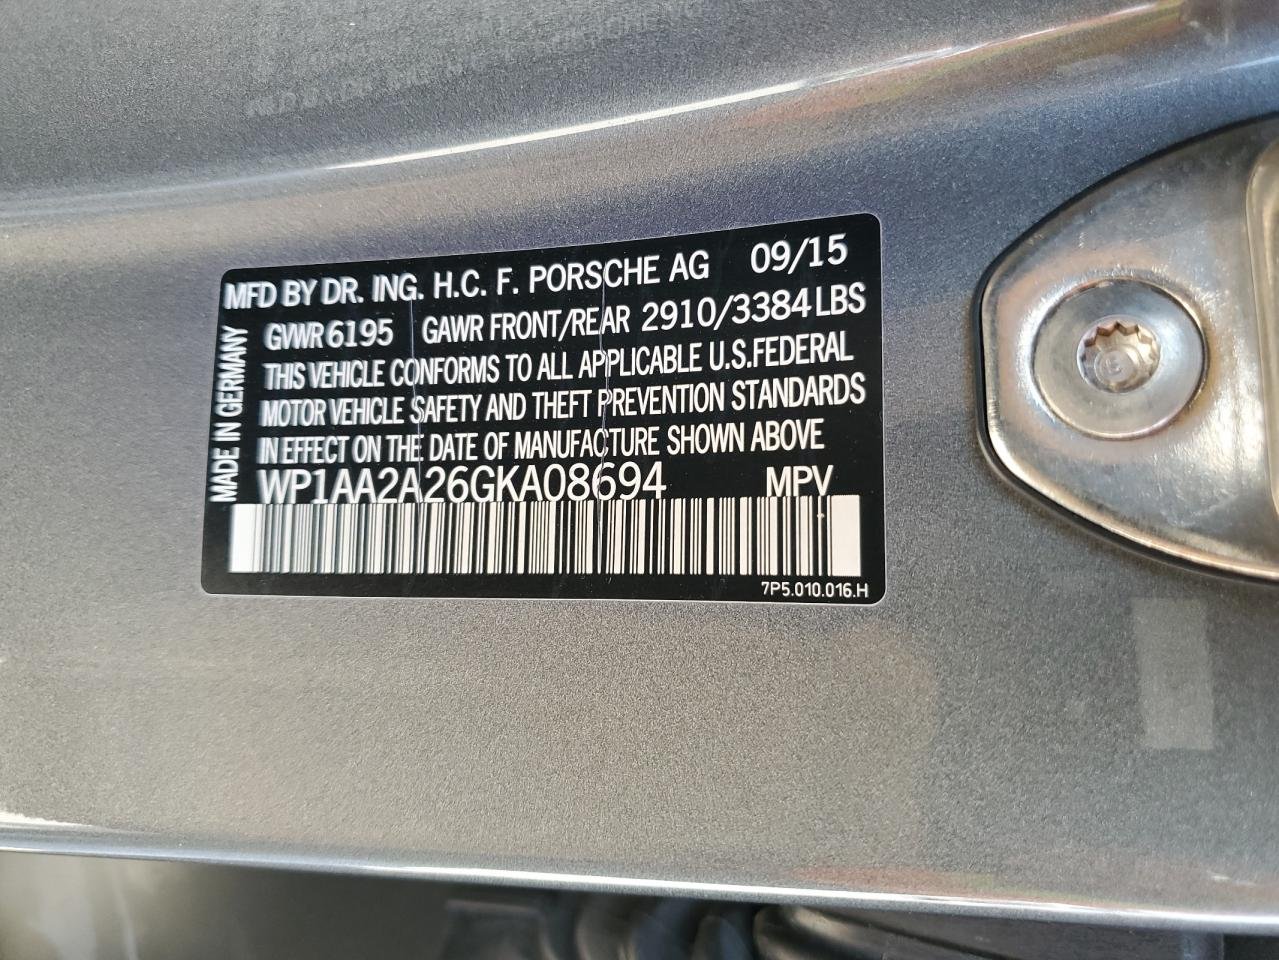 MFD BY DR. ING. H.C. F. PORSCHE AG 09/15
GVWR 6195 GAWR FRONT/REAR 2910/3384 LBS
THIS VEHICLE CONFORMS TO ALL APPLICABLE U.S. FEDERAL
MOTOR VEHICLE SAFETY AND THEFT PREVENTION STANDARDS
IN EFFECT ON THE DATE OF MANUFACTURE SHOWN ABOVE
WP1AA2A26GKA08694 MPV
7P5.010.016.H
MADE IN GERMANY